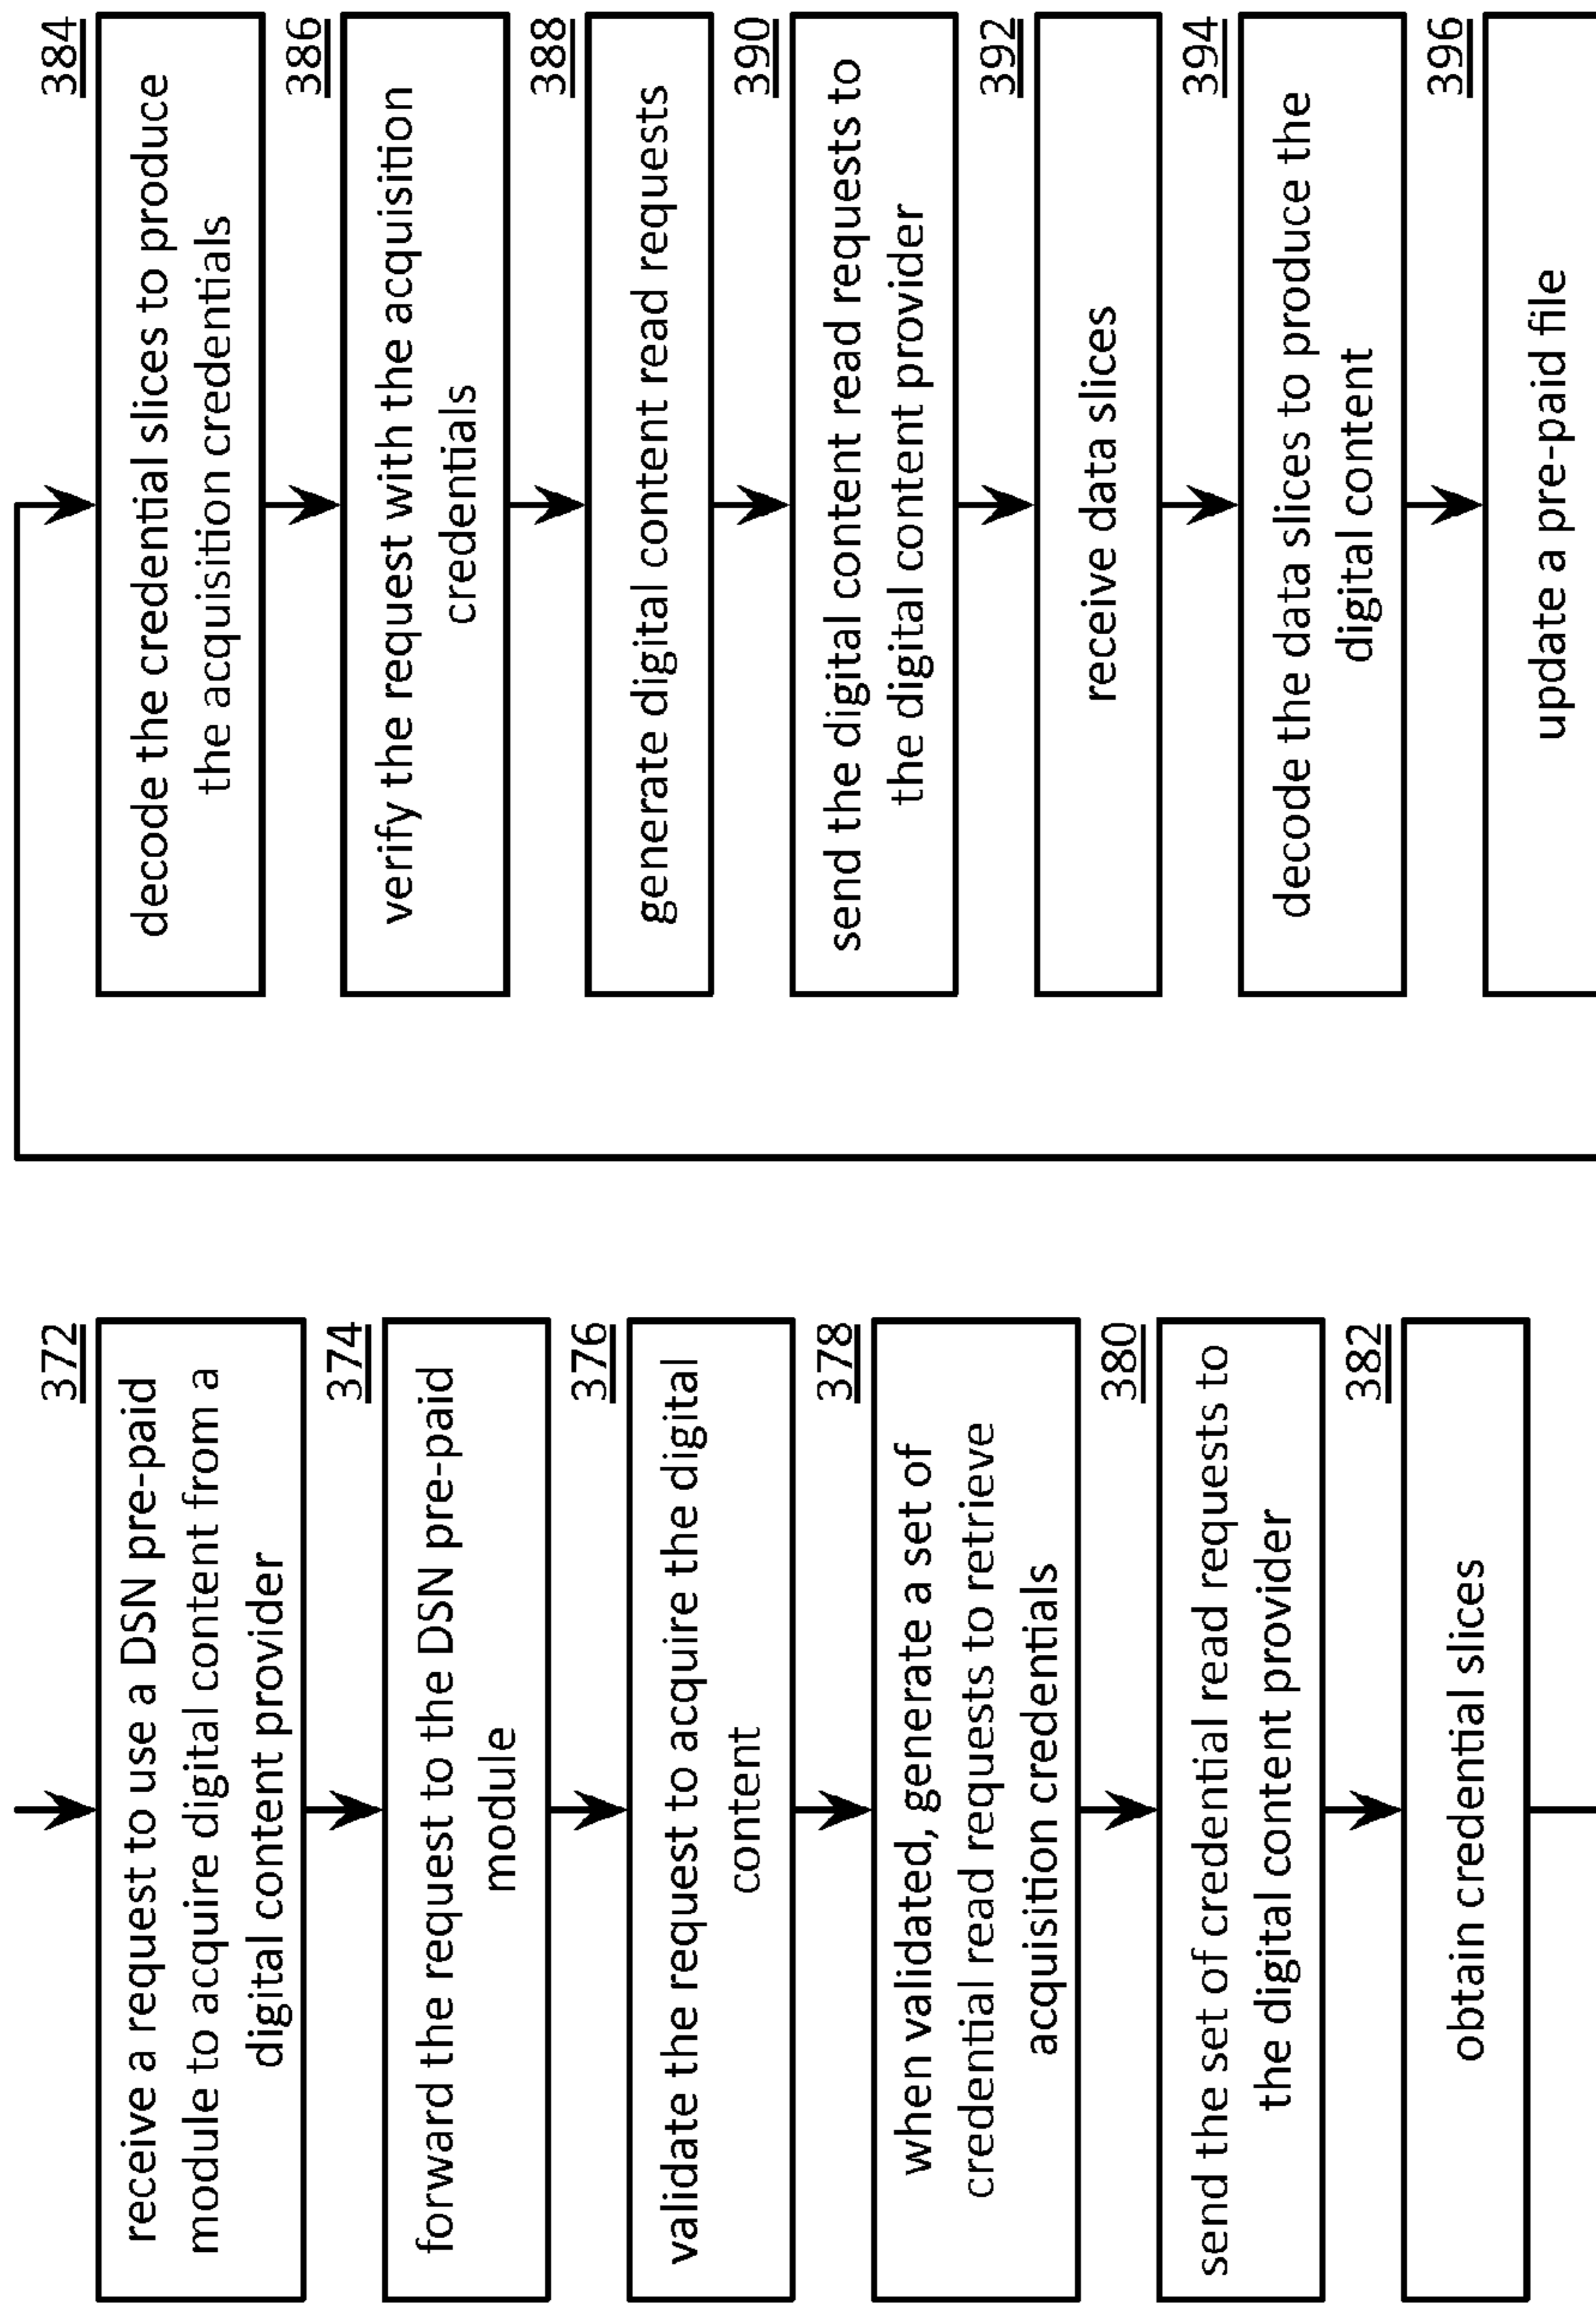 372
receive a request to use a DSN pre-paid
module to acquire digital content from a
digital content provider
374
forward the request to the DSN pre-paid
module
376
validate the request to acquire the digital
content
378
when validated, generate a set of
credential read requests to retrieve
acquisition credentials
380
send the set of credential read requests to
the digital content provider
382
obtain credential slices
384
decode the credential slices to produce
the acquisition credentials
386
verify the request with the acquisition
credentials
388
generate digital content read requests
390
send the digital content read requests to
the digital content provider
392
receive data slices
394
decode the data slices to produce the
digital content
396
update a pre-paid file